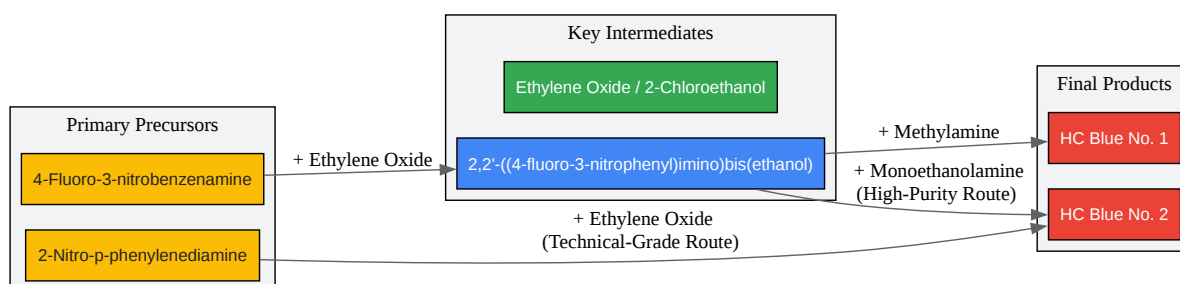 Key Intermediates
Ethylene Oxide / 2-Chloroethanol
2,2'-((4-fluoro-3-nitrophenyl)imino)bis(ethanol)
Primary Precursors
4-Fluoro-3-nitrobenzenamine
2-Nitro-p-phenylenediamine
+ Ethylene Oxide
+ Methylamine
+ Monoethanolamine
(High-Purity Route)
+ Ethylene Oxide
(Technical-Grade Route)
Final Products
HC Blue No. 1
HC Blue No. 2